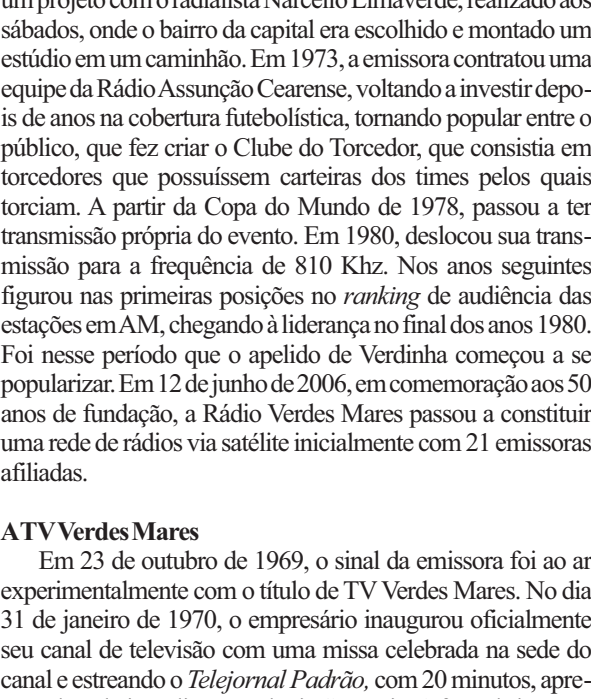 um projeto com o radialista Narcélio Limaverde, realizado aos
sábados, onde o bairro da capital era escolhido e montado um
estúdio em um caminhão. Em 1973, a emissora contratou uma
equipe da Rádio Assunção Cearense, voltando a investir depo-
is de anos na cobertura futebolística, tornando popular entre o
público, que fez criar o Clube do Torcedor, que consistia em
torcedores que possuíssem carteiras dos times pelos quais
torciam. A partir da Copa do Mundo de 1978, passou a ter
transmissão própria do evento. Em 1980, deslocou sua trans-
missão para a frequência de 810 Khz. Nos anos seguintes
figurou nas primeiras posições no ranking de audiência das
estações em AM, chegando à liderança no final dos anos 1980.
Foi nesse período que o apelido de Verdinha começou a se
popularizar. Em 12 de junho de 2006, em comemoração aos 50
anos de fundação, a Rádio Verdes Mares passou a constituir
uma rede de rádios via satélite inicialmente com 21 emissoras
afiliadas.
A TV Verdes Mares
Em 23 de outubro de 1969, o sinal da emissora foi ao ar
experimentalmente com o título de TV Verdes Mares. No dia
31 de janeiro de 1970, o empresário inaugurou oficialmente
seu canal de televisão com uma missa celebrada na sede do
canal e estreando o Telejornal Padrão, com 20 minutos, apre-